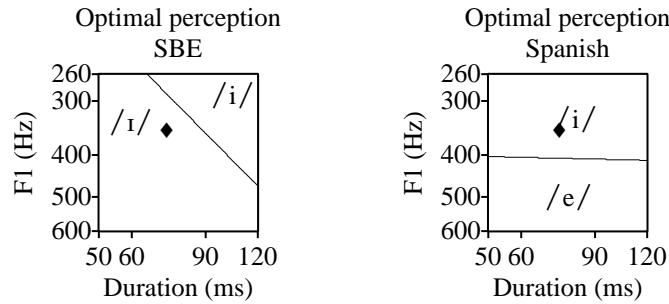 Optimal perception
SBE
260
300
400
500
600
F1 (Hz)
/i/
/ɪ/
50 60 90 120
Duration (ms)
Optimal perception
Spanish
260
300
400
500
600
F1 (Hz)
/i/
/e/
50 60 90 120
Duration (ms)